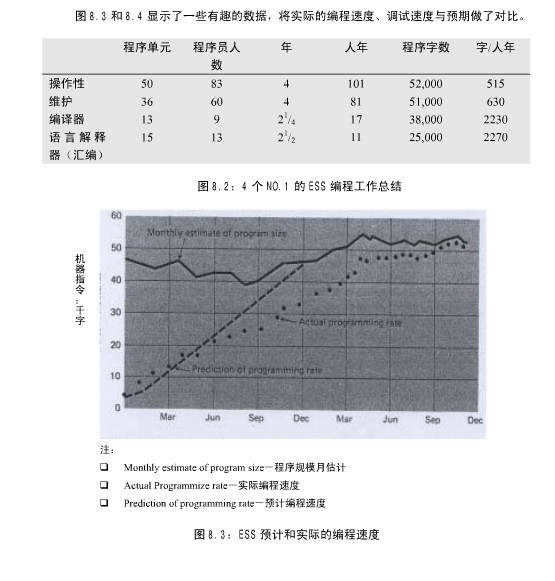 图8.3和8.4显示了一些有趣的数据，将实际的编程速度、调试速度与预期做了对比。
程序单元 程序员人数 年 人年 程序字数 字/人年
操作性 50 83 4 101 52,000 515
维护 36 60 4 81 51,000 630
编译器 13 9 2 1/4 17 38,000 2230
语言解释器（汇编） 15 13 2 1/2 11 25,000 2270
图8.2：4个NO.1的ESS编程工作总结
机器指令：千字
60
50
40
30
20
10
0
Monthly estimate of program size
Actual programming rate
Prediction of programming rate
Mar Jun Sep Dec Mar Jun Sep Dec
注：
❑ Monthly estimate of program size－程序规模月估计
❑ Actual Programmize rate－实际编程速度
❑ Prediction of programming rate－预计编程速度
图8.3：ESS预计和实际的编程速度